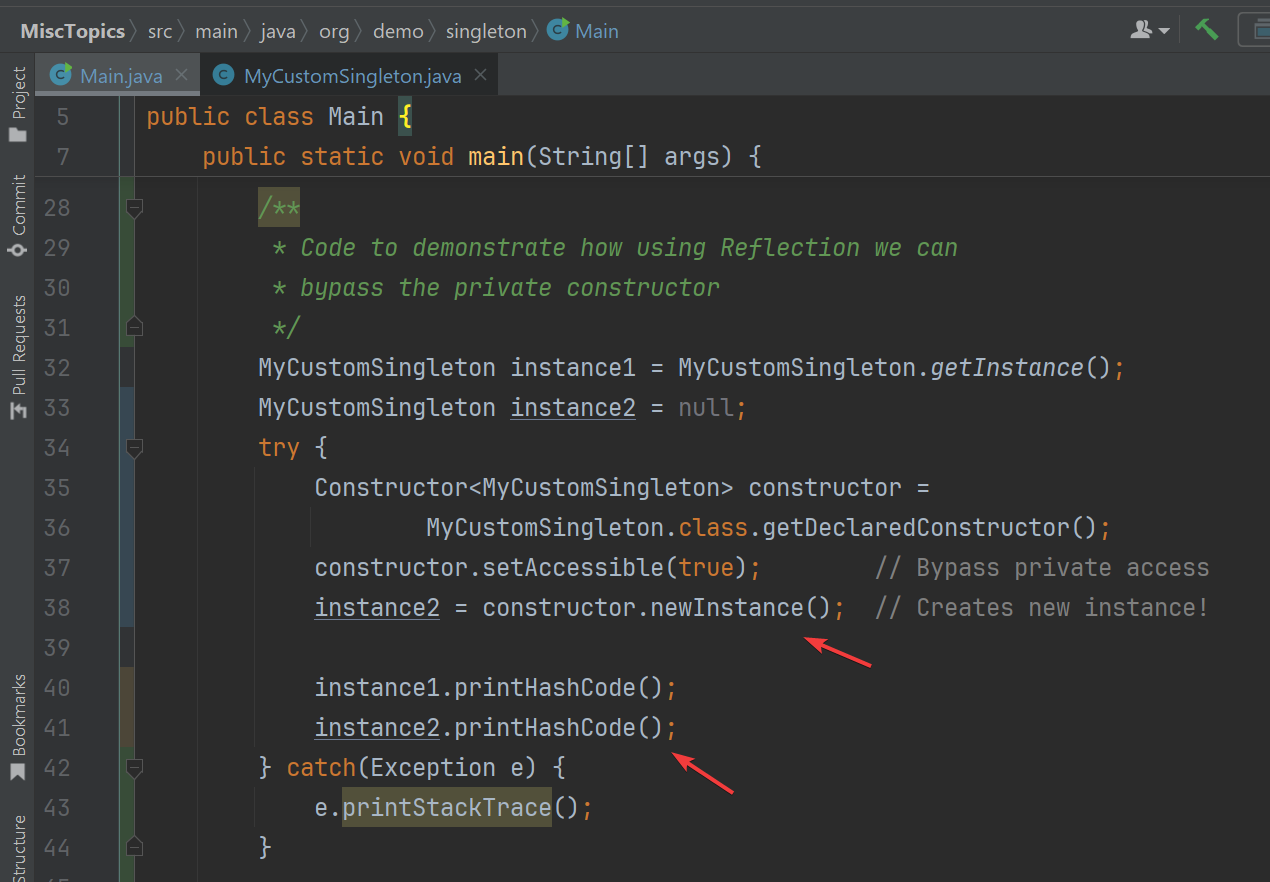 MiscTopics src main java org demo singleton Main
Main.java MyCustomSingleton.java
Project
Commit
Pull Requests
Bookmarks
Structure
5 public class Main {
7 public static void main(String[] args) {
28 /**
29 * Code to demonstrate how using Reflection we can
30 * bypass the private constructor
31 */
32 MyCustomSingleton instance1 = MyCustomSingleton.getInstance();
33 MyCustomSingleton instance2 = null;
34 try {
35 Constructor<MyCustomSingleton> constructor =
36 MyCustomSingleton.class.getDeclaredConstructor();
37 constructor.setAccessible(true); // Bypass private access
38 instance2 = constructor.newInstance(); // Creates new instance!
39
40 instance1.printHashCode();
41 instance2.printHashCode();
42 } catch(Exception e) {
43 e.printStackTrace();
44 }